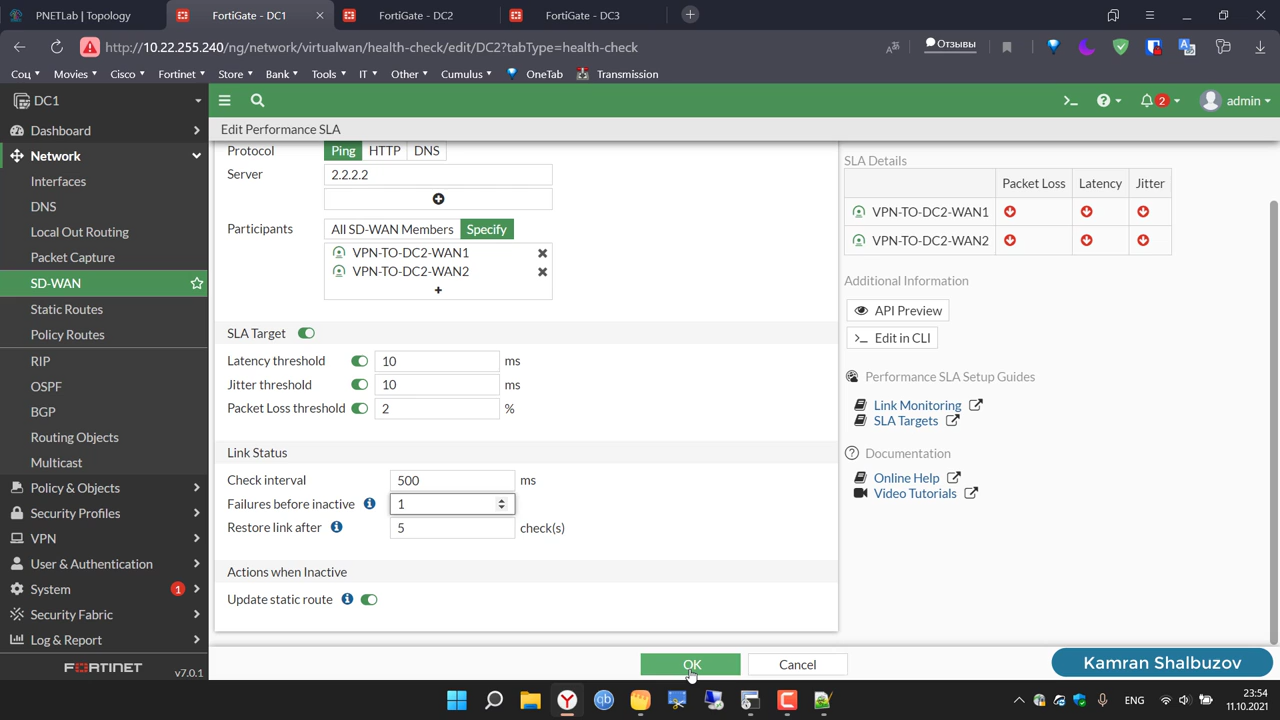 PNETLab | Topology
FortiGate - DC1
FortiGate - DC2
FortiGate - DC3
http://10.22.255.240/ng/network/virtualwan/health-check/edit/DC2?tabType=health-check
Отзывы
Соц
Movies
Cisco
Fortinet
Store
Bank
Tools
IT
Other
Cumulus
OneTab
Transmission
DC1
2
admin
Dashboard
Network
Interfaces
DNS
Local Out Routing
Packet Capture
SD-WAN
Static Routes
Policy Routes
RIP
OSPF
BGP
Routing Objects
Multicast
Policy & Objects
Security Profiles
VPN
User & Authentication
System 1
Security Fabric
Log & Report
FORTINET
v7.0.1
Edit Performance SLA
Protocol Ping HTTP DNS
Server 2.2.2.2
Participants All SD-WAN Members Specify
VPN-TO-DC2-WAN1
VPN-TO-DC2-WAN2
SLA Target
Latency threshold 10 ms
Jitter threshold 10 ms
Packet Loss threshold 2 %
Link Status
Check interval 500 ms
Failures before inactive 1
Restore link after 5 check(s)
Actions when Inactive
Update static route
SLA Details
Packet Loss Latency Jitter
VPN-TO-DC2-WAN1
VPN-TO-DC2-WAN2
Additional Information
API Preview
>_ Edit in CLI
Performance SLA Setup Guides
Link Monitoring
SLA Targets
Documentation
Online Help
Video Tutorials
OK
Cancel
Kamran Shalbuzov
ENG
23:54
11.10.2021